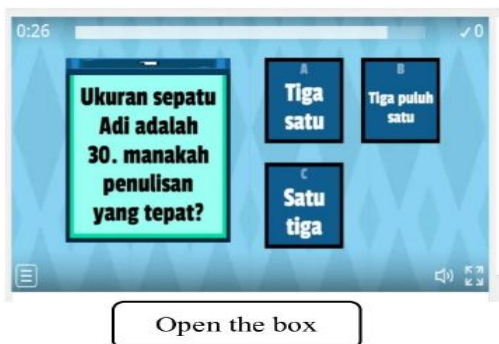 0:26
✓0
Ukuran sepatu
Adi adalah
30. manakah
penulisan
yang tepat?
A
Tiga
satu
B
Tiga puluh
satu
C
Satu
tiga
Open the box